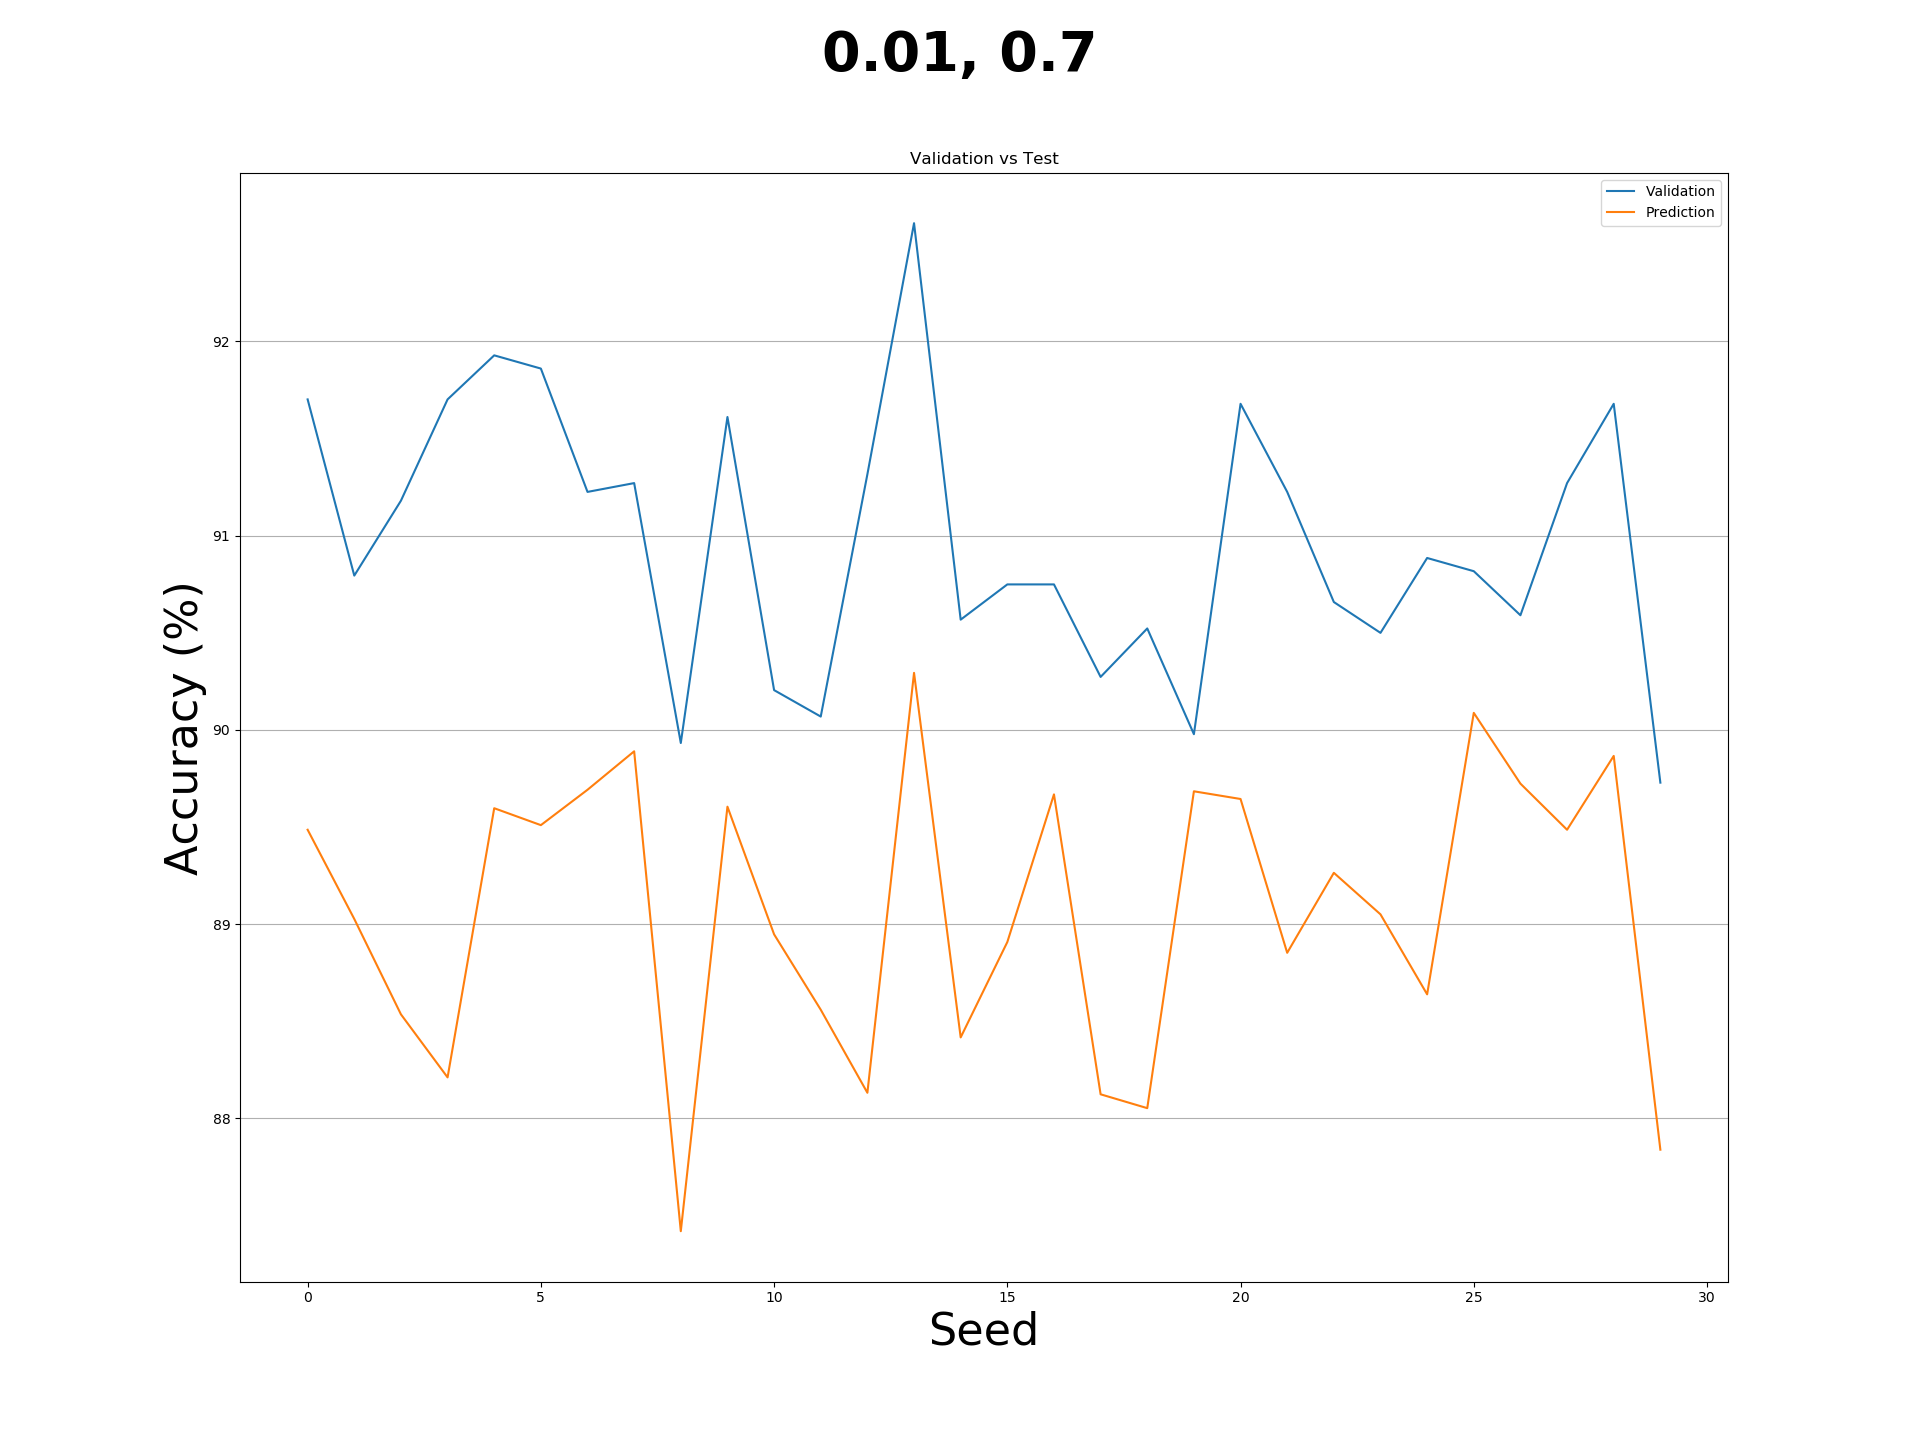 0.01, 0.7
Validation vs Test
Validation
Prediction
92
91
90
89
88
Accuracy (%)
0 5 10 15 20 25 30
Seed